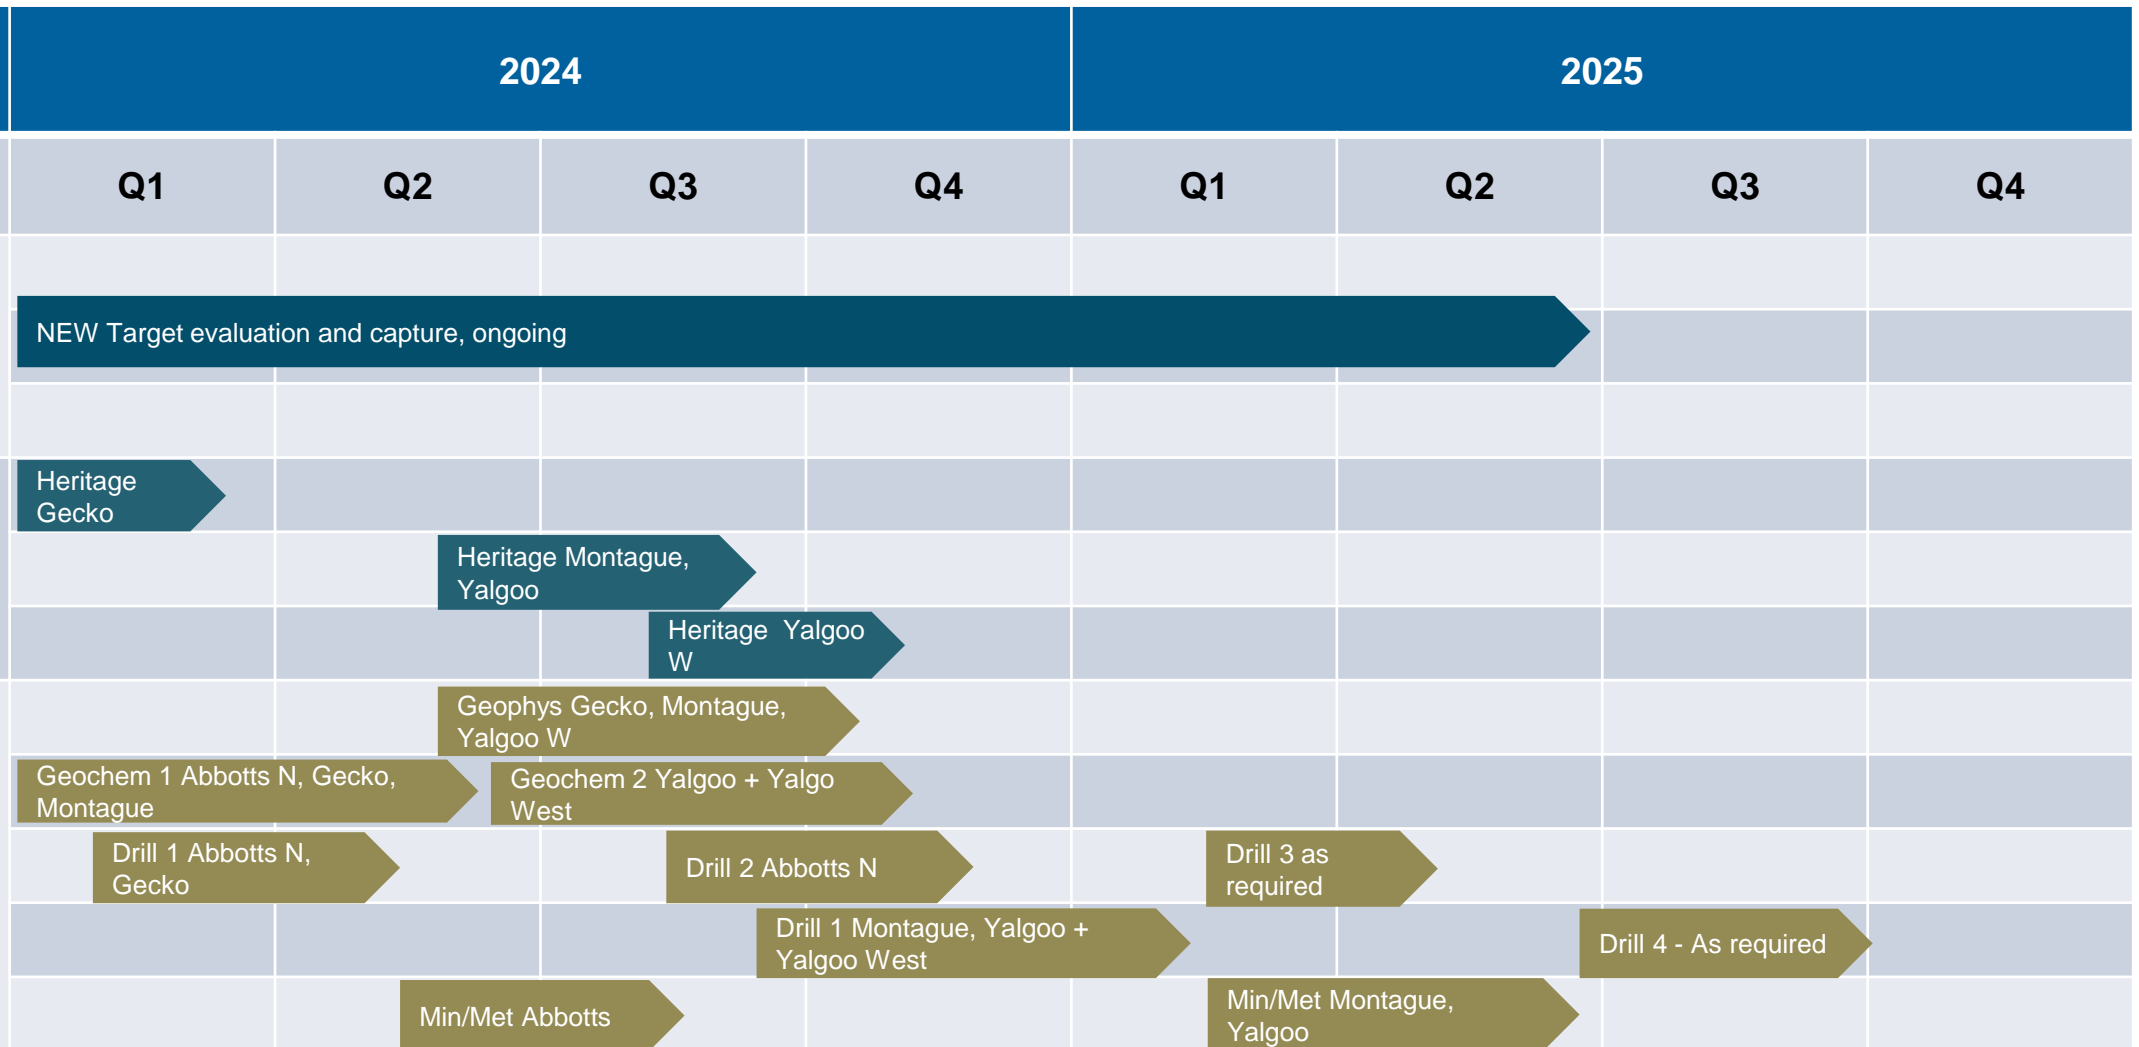 2024
2025
Q1
Q2
Q3
Q4
Q1
Q2
Q3
Q4
NEW Target evaluation and capture, ongoing
Heritage
Gecko
Heritage Montague,
Yalgoo
Heritage  Yalgoo
W
Geophys Gecko, Montague,
Yalgoo W
Geochem 1 Abbotts N, Gecko,
Montague
Geochem 2 Yalgoo + Yalgo
West
Drill 1 Abbotts N,
Gecko
Drill 2 Abbotts N
Drill 3 as
required
Drill 1 Montague, Yalgoo +
Yalgoo West
Drill 4 - As required
Min/Met Abbotts
Min/Met Montague,
Yalgoo